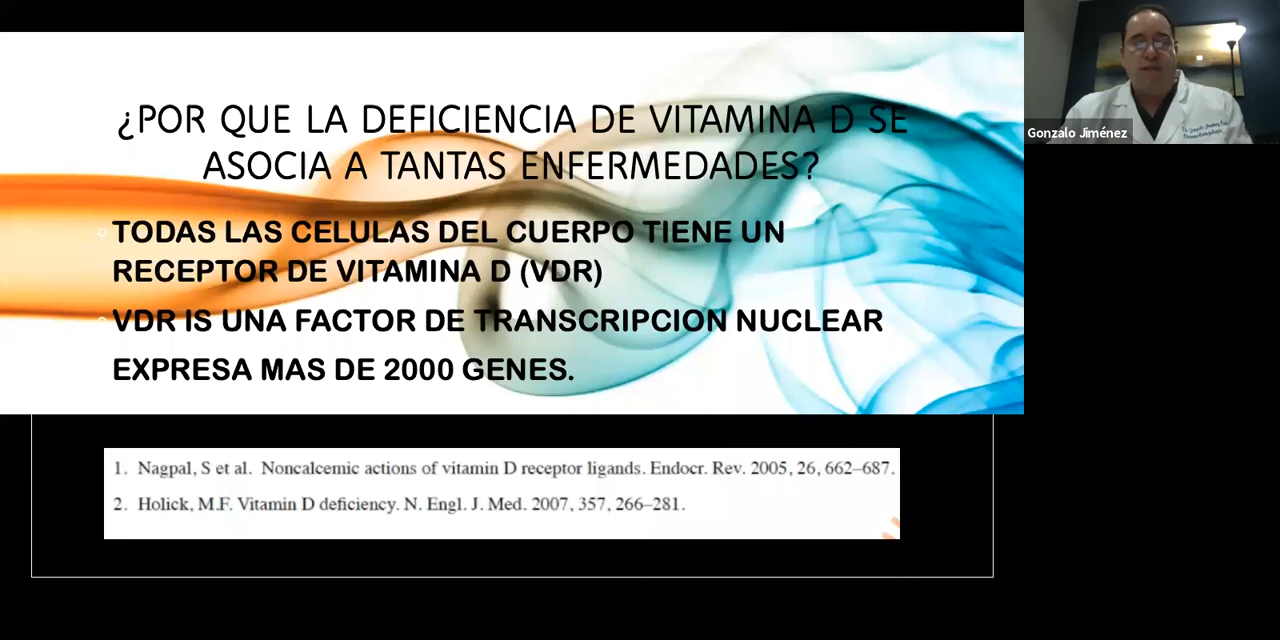 ¿POR QUE LA DEFICIENCIA DE VITAMINA D SE
ASOCIA A TANTAS ENFERMEDADES?
TODAS LAS CELULAS DEL CUERPO TIENE UN
RECEPTOR DE VITAMINA D (VDR)
VDR IS UNA FACTOR DE TRANSCRIPCION NUCLEAR
EXPRESA MAS DE 2000 GENES.
1. Nagpal, S et al. Noncalcemic actions of vitamin D receptor ligands. Endocr. Rev. 2005, 26, 662–687.
2. Holick, M.F. Vitamin D deficiency. N. Engl. J. Med. 2007, 357, 266–281.
Gonzalo Jiménez